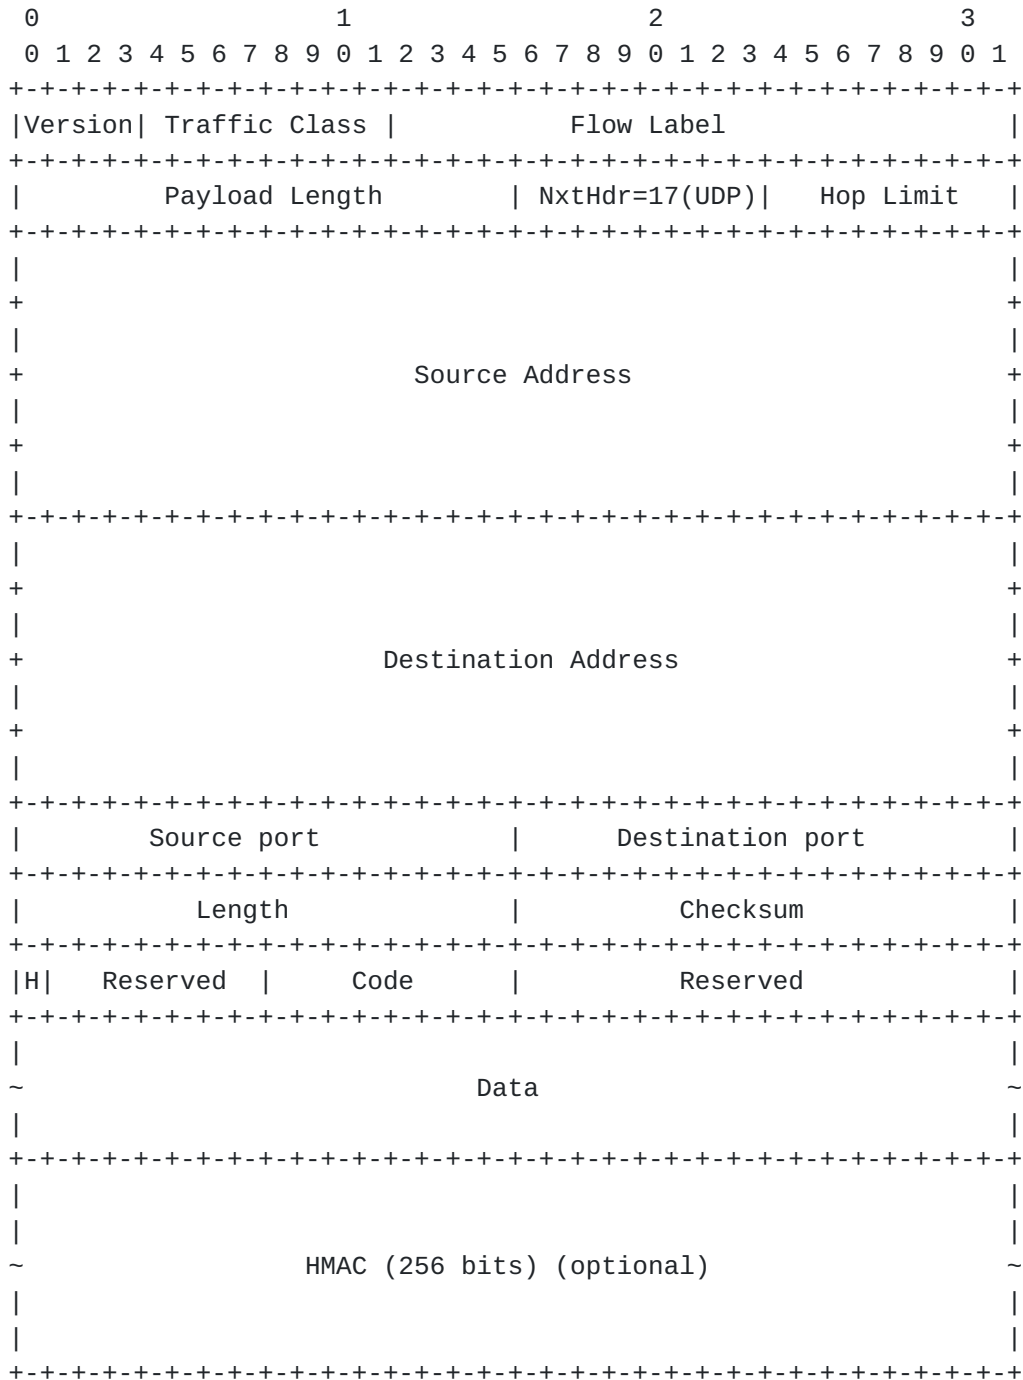 0                   1                   2                   3
 0 1 2 3 4 5 6 7 8 9 0 1 2 3 4 5 6 7 8 9 0 1 2 3 4 5 6 7 8 9 0 1
+-+-+-+-+-+-+-+-+-+-+-+-+-+-+-+-+-+-+-+-+-+-+-+-+-+-+-+-+-+-+-+-+
|Version| Traffic Class |           Flow Label                  |
+-+-+-+-+-+-+-+-+-+-+-+-+-+-+-+-+-+-+-+-+-+-+-+-+-+-+-+-+-+-+-+-+
|         Payload Length        | NxtHdr=17(UDP)|   Hop Limit   |
+-+-+-+-+-+-+-+-+-+-+-+-+-+-+-+-+-+-+-+-+-+-+-+-+-+-+-+-+-+-+-+-+
|                                                               |
+                                                               +
|                                                               |
+                         Source Address                        +
|                                                               |
+                                                               +
|                                                               |
+-+-+-+-+-+-+-+-+-+-+-+-+-+-+-+-+-+-+-+-+-+-+-+-+-+-+-+-+-+-+-+-+
|                                                               |
+                                                               +
|                                                               |
+                       Destination Address                     +
|                                                               |
+                                                               +
|                                                               |
+-+-+-+-+-+-+-+-+-+-+-+-+-+-+-+-+-+-+-+-+-+-+-+-+-+-+-+-+-+-+-+-+
|        Source port            |      Destination port         |
+-+-+-+-+-+-+-+-+-+-+-+-+-+-+-+-+-+-+-+-+-+-+-+-+-+-+-+-+-+-+-+-+
|           Length              |          Checksum             |
+-+-+-+-+-+-+-+-+-+-+-+-+-+-+-+-+-+-+-+-+-+-+-+-+-+-+-+-+-+-+-+-+
|H|   Reserved  |     Code      |          Reserved             |
+-+-+-+-+-+-+-+-+-+-+-+-+-+-+-+-+-+-+-+-+-+-+-+-+-+-+-+-+-+-+-+-+
|                                                               |
~                             Data                              ~
|                                                               |
+-+-+-+-+-+-+-+-+-+-+-+-+-+-+-+-+-+-+-+-+-+-+-+-+-+-+-+-+-+-+-+-+
|                                                               |
|                                                               |
~                  HMAC (256 bits) (optional)                   ~
|                                                               |
|                                                               |
+-+-+-+-+-+-+-+-+-+-+-+-+-+-+-+-+-+-+-+-+-+-+-+-+-+-+-+-+-+-+-+-+